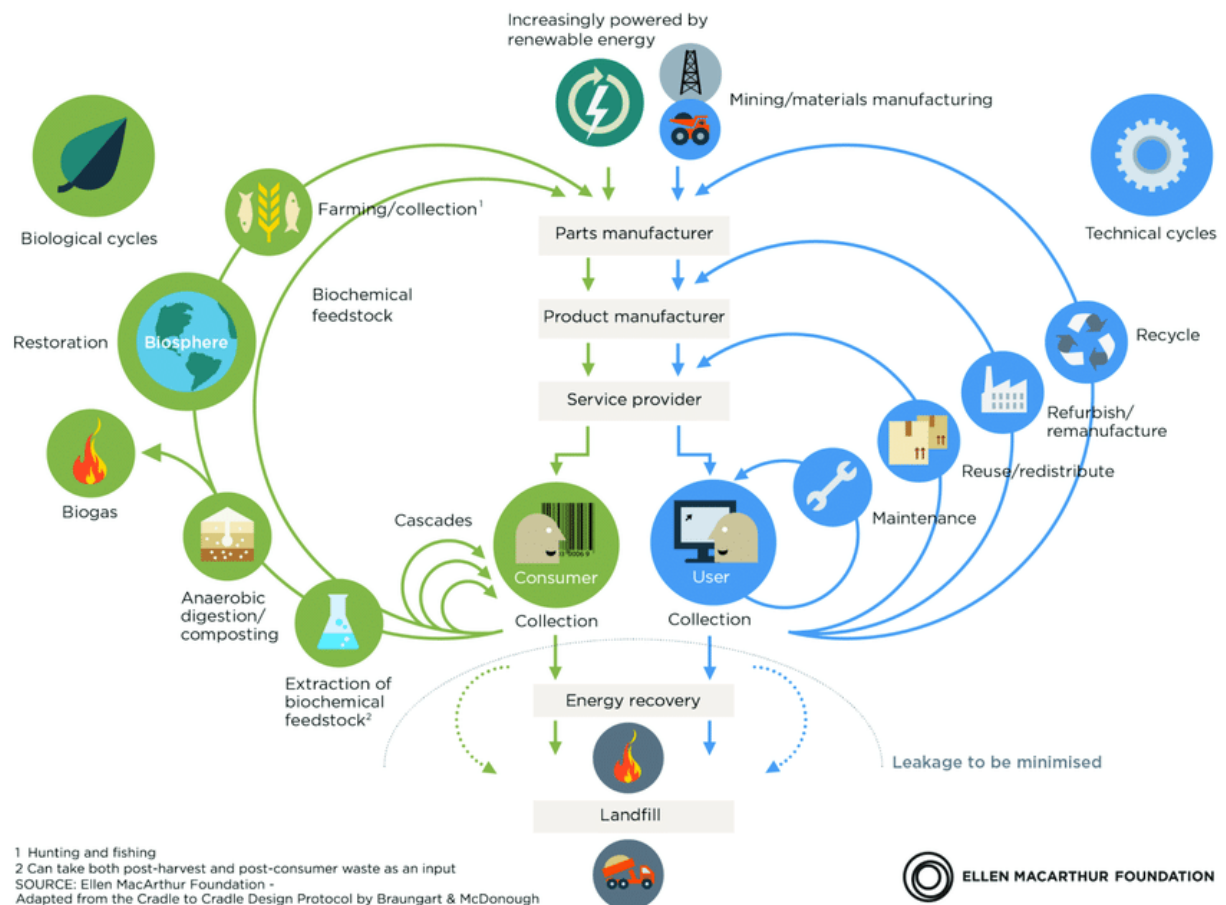 Increasingly powered by
renewable energy
Mining/materials manufacturing
Biological cycles
Farming/collection¹
Parts manufacturer
Technical cycles
Biochemical
feedstock
Product manufacturer
Restoration
Biosphere
Recycle
Service provider
Refurbish/
remanufacture
Reuse/redistribute
Biogas
Cascades
Maintenance
Consumer
User
Anaerobic
digestion/
composting
Collection
Collection
Extraction of
biochemical
feedstock²
Energy recovery
Leakage to be minimised
Landfill
1 Hunting and fishing
2 Can take both post-harvest and post-consumer waste as an input
SOURCE: Ellen MacArthur Foundation -
Adapted from the Cradle to Cradle Design Protocol by Braungart & McDonough
ELLEN MACARTHUR FOUNDATION